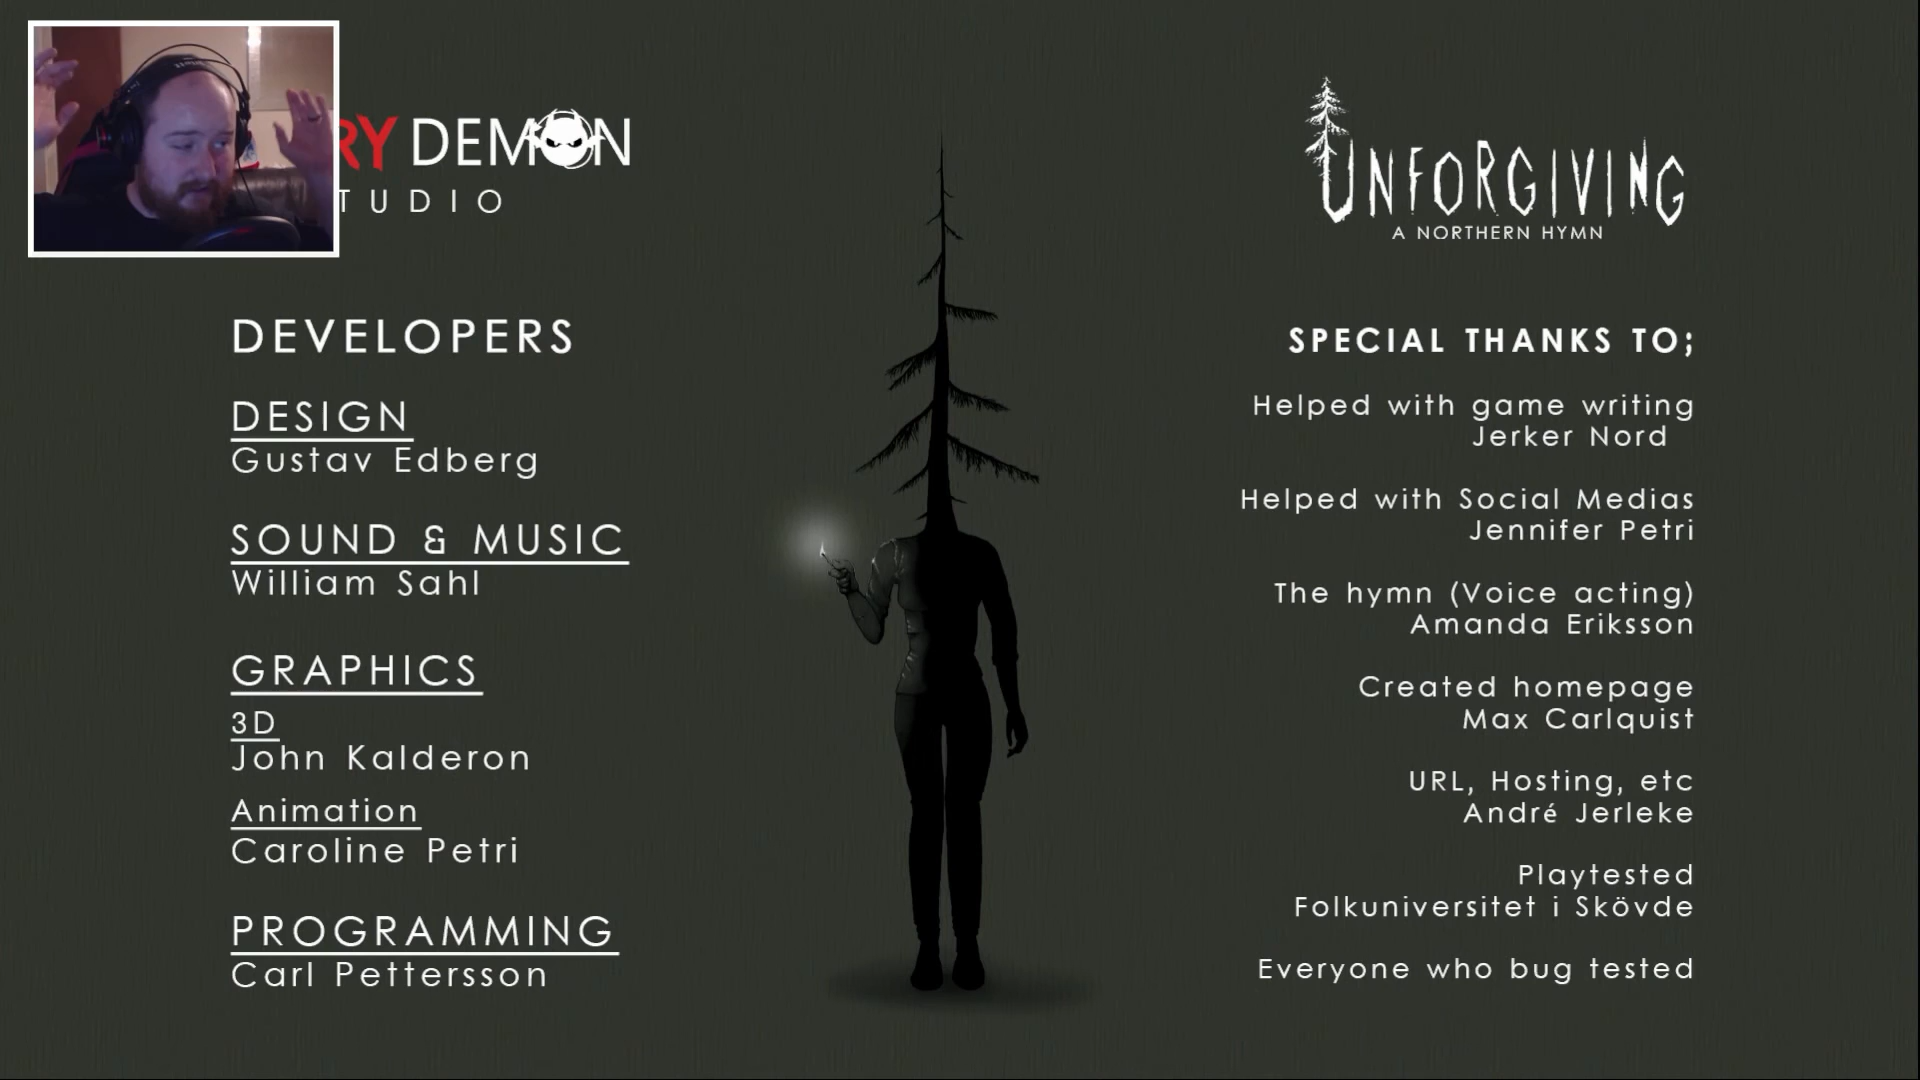 RY DEMON
TUDIO
DEVELOPERS
DESIGN
Gustav Edberg
SOUND & MUSIC
William Sahl
GRAPHICS
3D
John Kalderon
Animation
Caroline Petri
PROGRAMMING
Carl Pettersson
UNFORGIVING
A NORTHERN HYMN
SPECIAL THANKS TO;
Helped with game writing
Jerker Nord
Helped with Social Medias
Jennifer Petri
The hymn (Voice acting)
Amanda Eriksson
Created homepage
Max Carlquist
URL, Hosting, etc
André Jerleke
Playtested
Folkuniversitet i Skövde
Everyone who bug tested